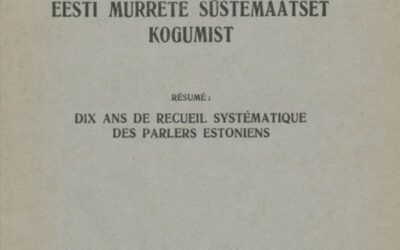 EESTI MURRETE SÜSTEMAATSET
KOGUMIST
RÉSUMÉ:
DIX ANS DE RECUEIL SYSTÉMATIQUE
DES PARLERS ESTONIENS